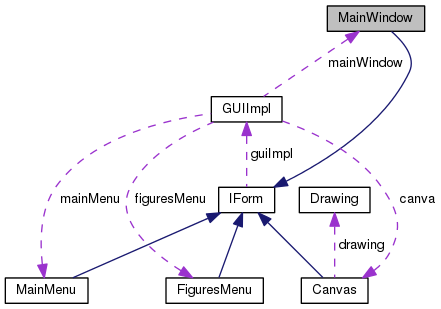 MainWindow
mainWindow
GUIImpl
guiImpl
mainMenu
figuresMenu
canva
IForm
Drawing
drawing
MainMenu
FiguresMenu
Canvas